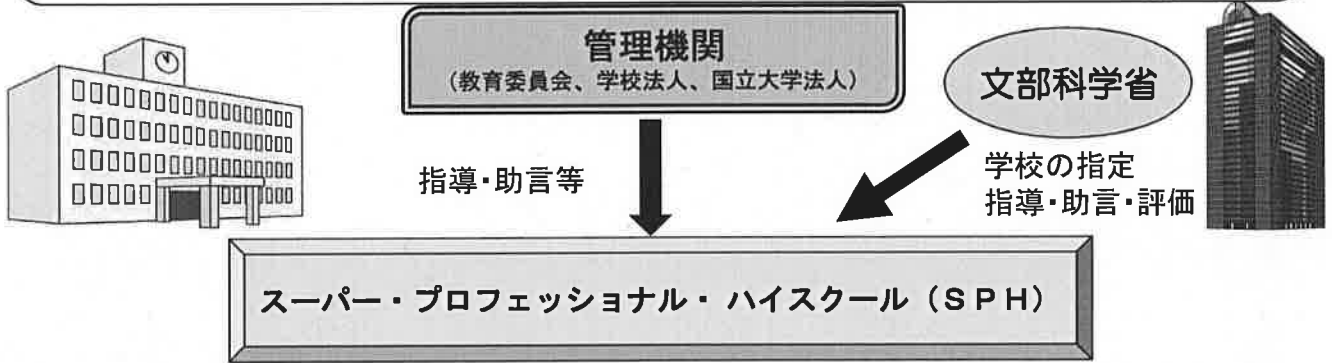 管理機関
(教育委員会、学校法人、国立大学法人)
文部科学省
指導・助言等
学校の指定
指導・助言・評価
スーパー・プロフェッショナル・ハイスクール(SPH)